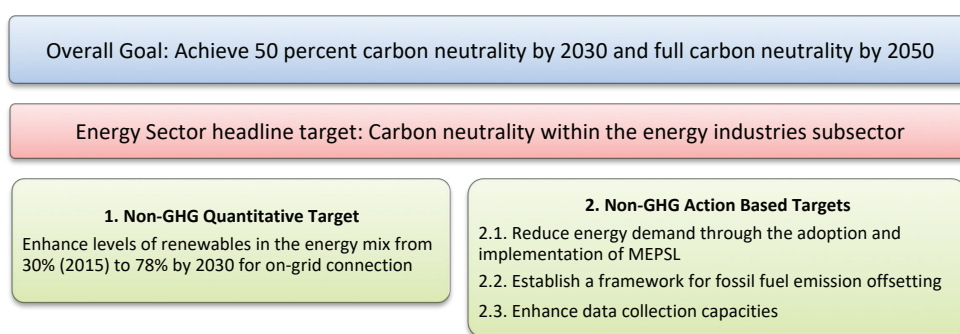 Overall Goal: Achieve 50 percent carbon neutrality by 2030 and full carbon neutrality by 2050
Energy Sector headline target: Carbon neutrality within the energy industries subsector
1. Non-GHG Quantitative Target
Enhance levels of renewables in the energy mix from
30% (2015) to 78% by 2030 for on-grid connection
2. Non-GHG Action Based Targets
2.1. Reduce energy demand through the adoption and
implementation of MEPSL
2.2. Establish a framework for fossil fuel emission offsetting
2.3. Enhance data collection capacities